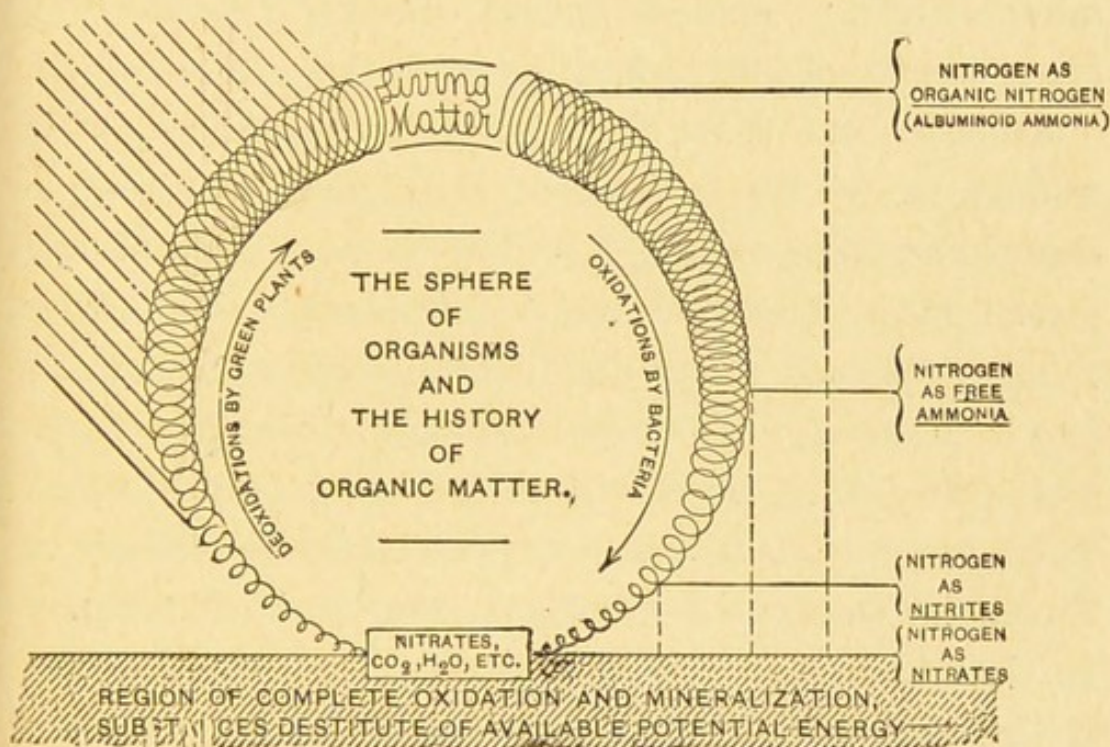 Living
Matter
NITROGEN AS
ORGANIC NITROGEN
(ALBUMINOID AMMONIA)
DEOXIDATIONS BY GREEN PLANTS
THE SPHERE
OF
ORGANISMS
AND
THE HISTORY
OF
ORGANIC MATTER.
OXIDATIONS BY BACTERIA
NITROGEN
AS FREE
AMMONIA
NITROGEN
AS
NITRITES
NITROGEN
AS
NITRATES
NITRATES,
CO₂,H₂O, ETC.
REGION OF COMPLETE OXIDATION AND MINERALIZATION,
DESTITUTE OF AVAILABLE POTENTIAL ENERGY